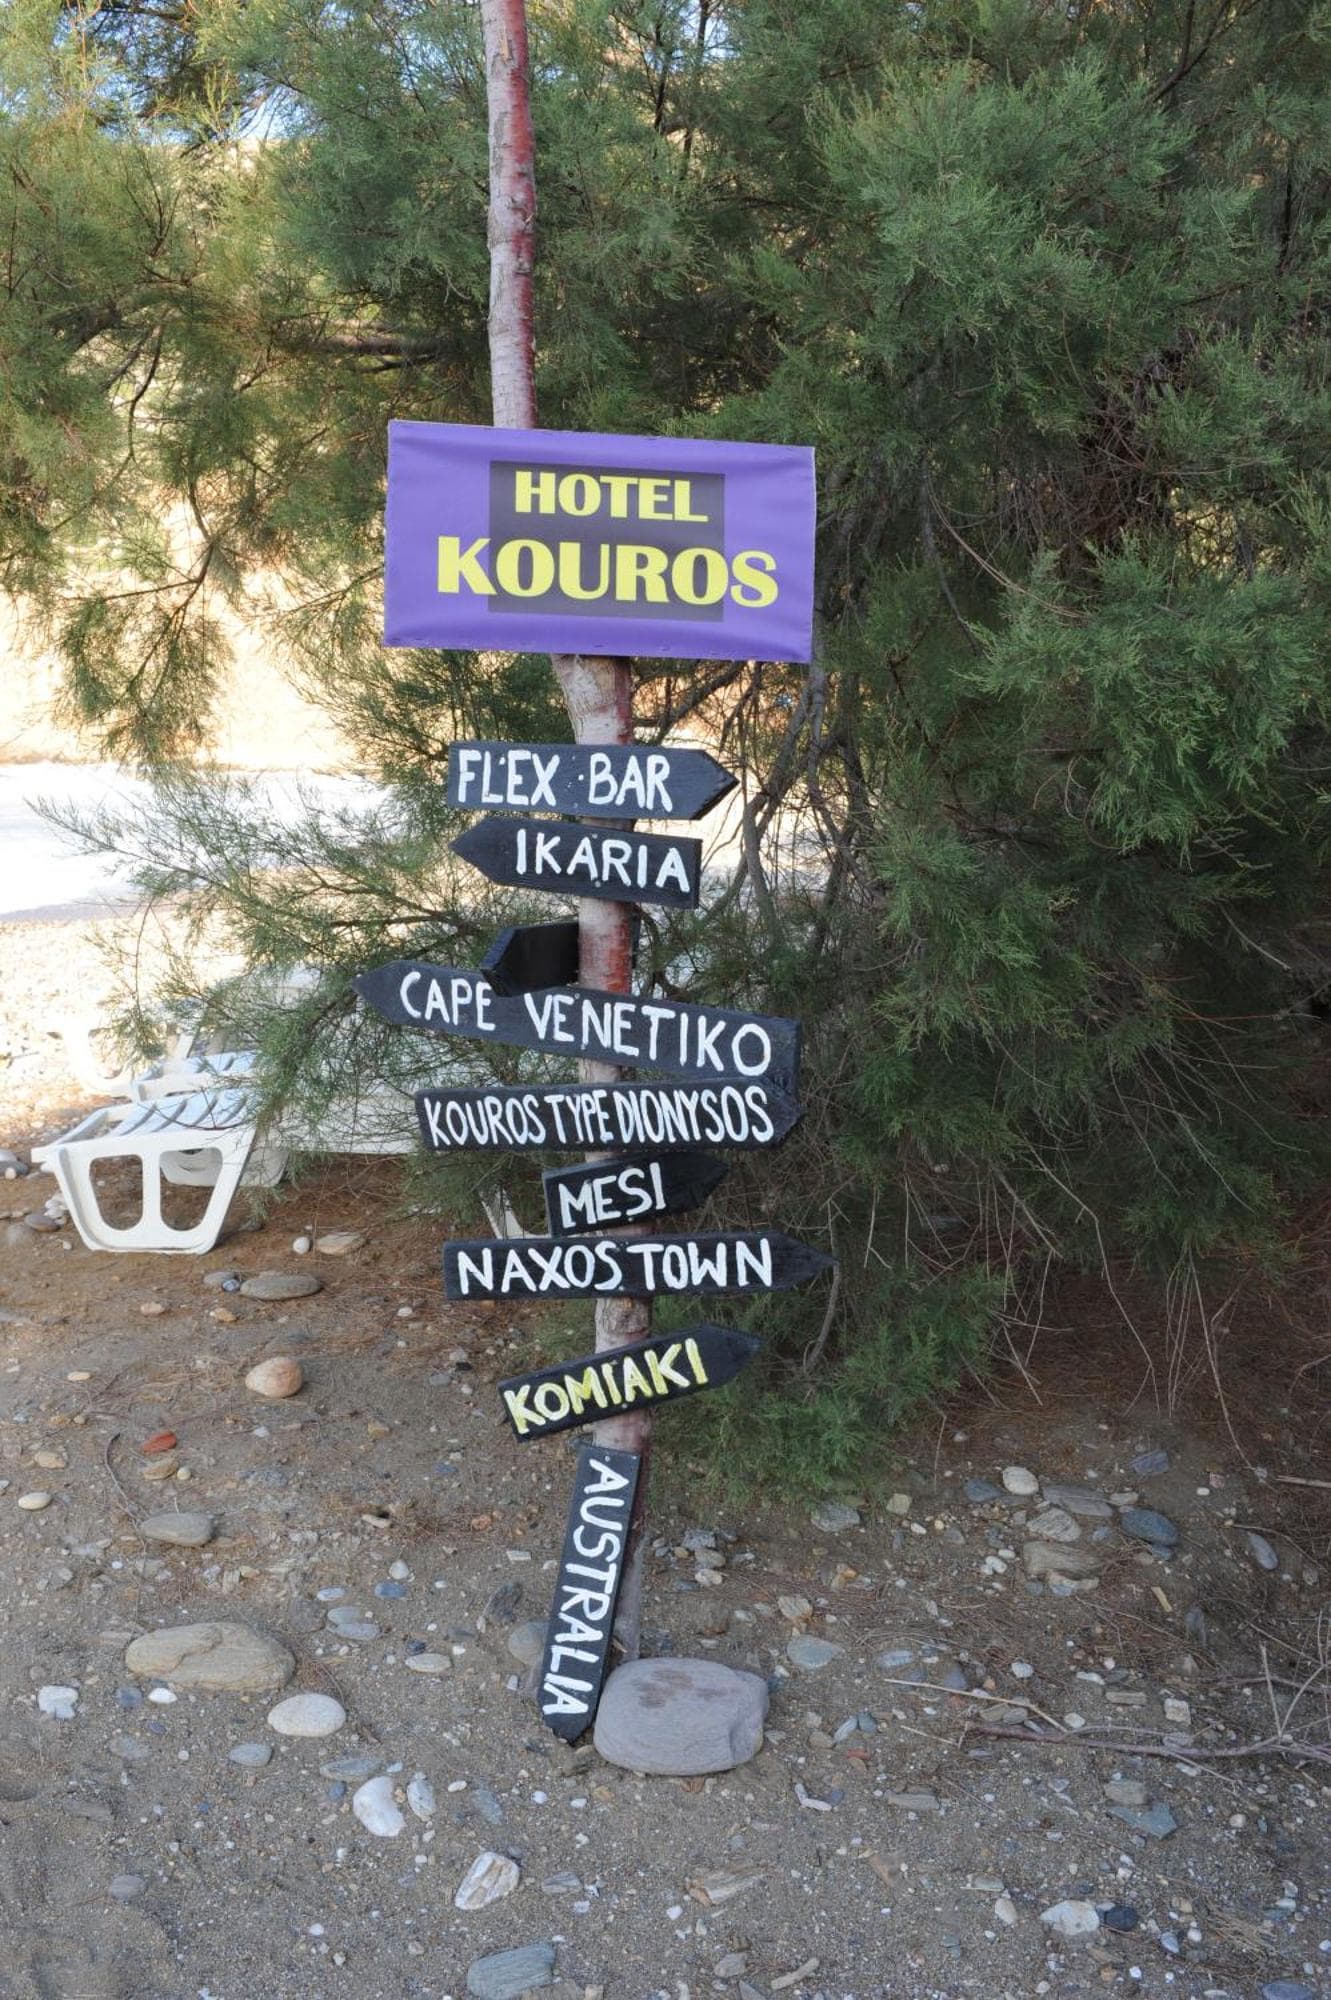 HOTEL
KOUROS
FLEX BAR
IKARIA
CAPE VENETIKO
KOUROS TYPE DIONYSOS
MESI
NAXOS TOWN
KOMIAKI
AUSTRALIA